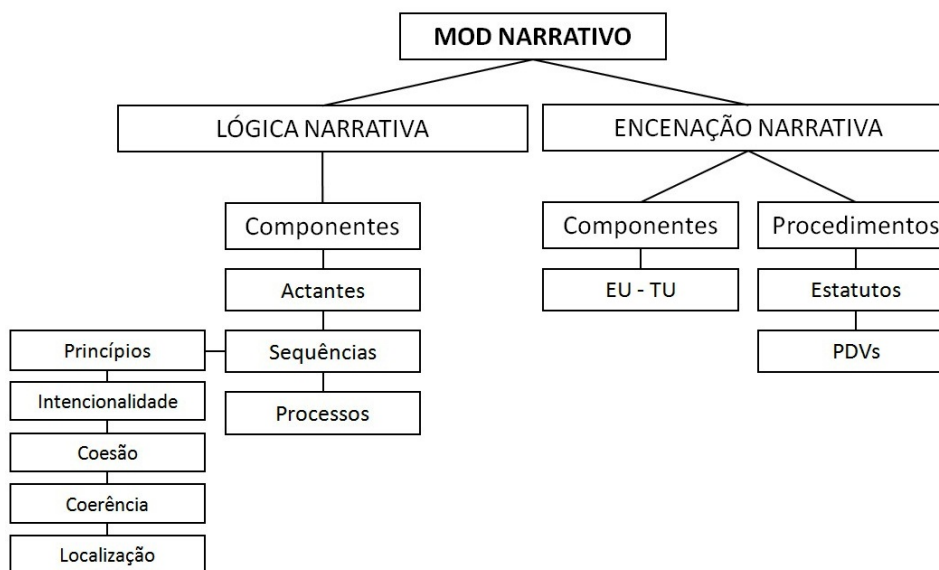 MOD NARRATIVO
LÓGICA NARRATIVA
ENCENAÇÃO NARRATIVA
Componentes
Actantes
Sequências
Processos
Princípios
Intencionalidade
Coesão
Coerência
Localização
Componentes
EU - TU
Procedimentos
Estatutos
PDVs